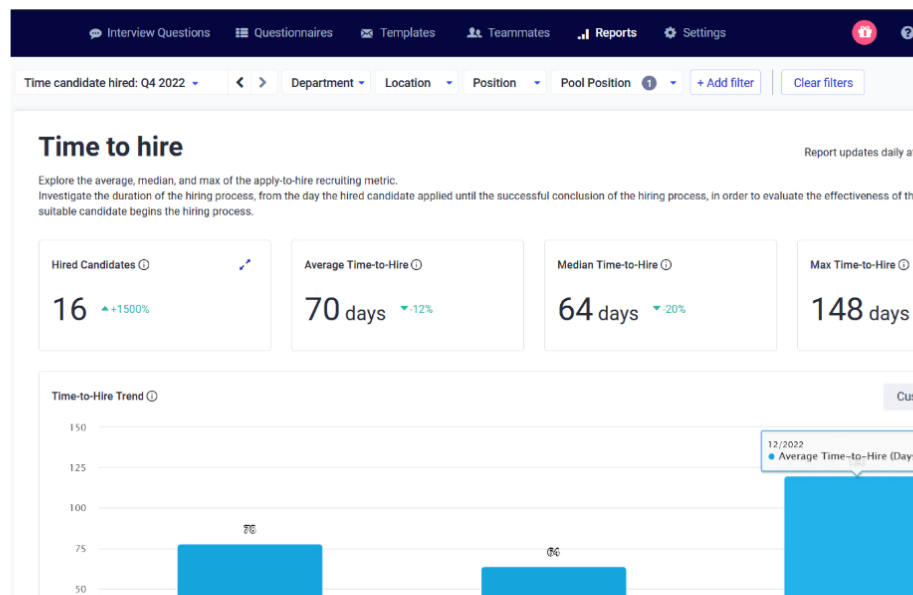 Interview Questions Questionnaires Templates Teammates Reports Settings
Time candidate hired: Q4 2022 Department Location Position Pool Position 1 + Add filter Clear filters
Time to hire
Report updates daily a
Explore the average, median, and max of the apply-to-hire recruiting metric.
Investigate the duration of the hiring process, from the day the hired candidate applied until the successful conclusion of the hiring process, in order to evaluate the effectiveness of th
suitable candidate begins the hiring process.
Hired Candidates Average Time-to-Hire Median Time-to-Hire Max Time-to-Hire
16 +1500% 70 days -12% 64 days -20% 148 days
Time-to-Hire Trend
Cus
150
12/2022
Average Time-to-Hire (Days
125
100
75
50